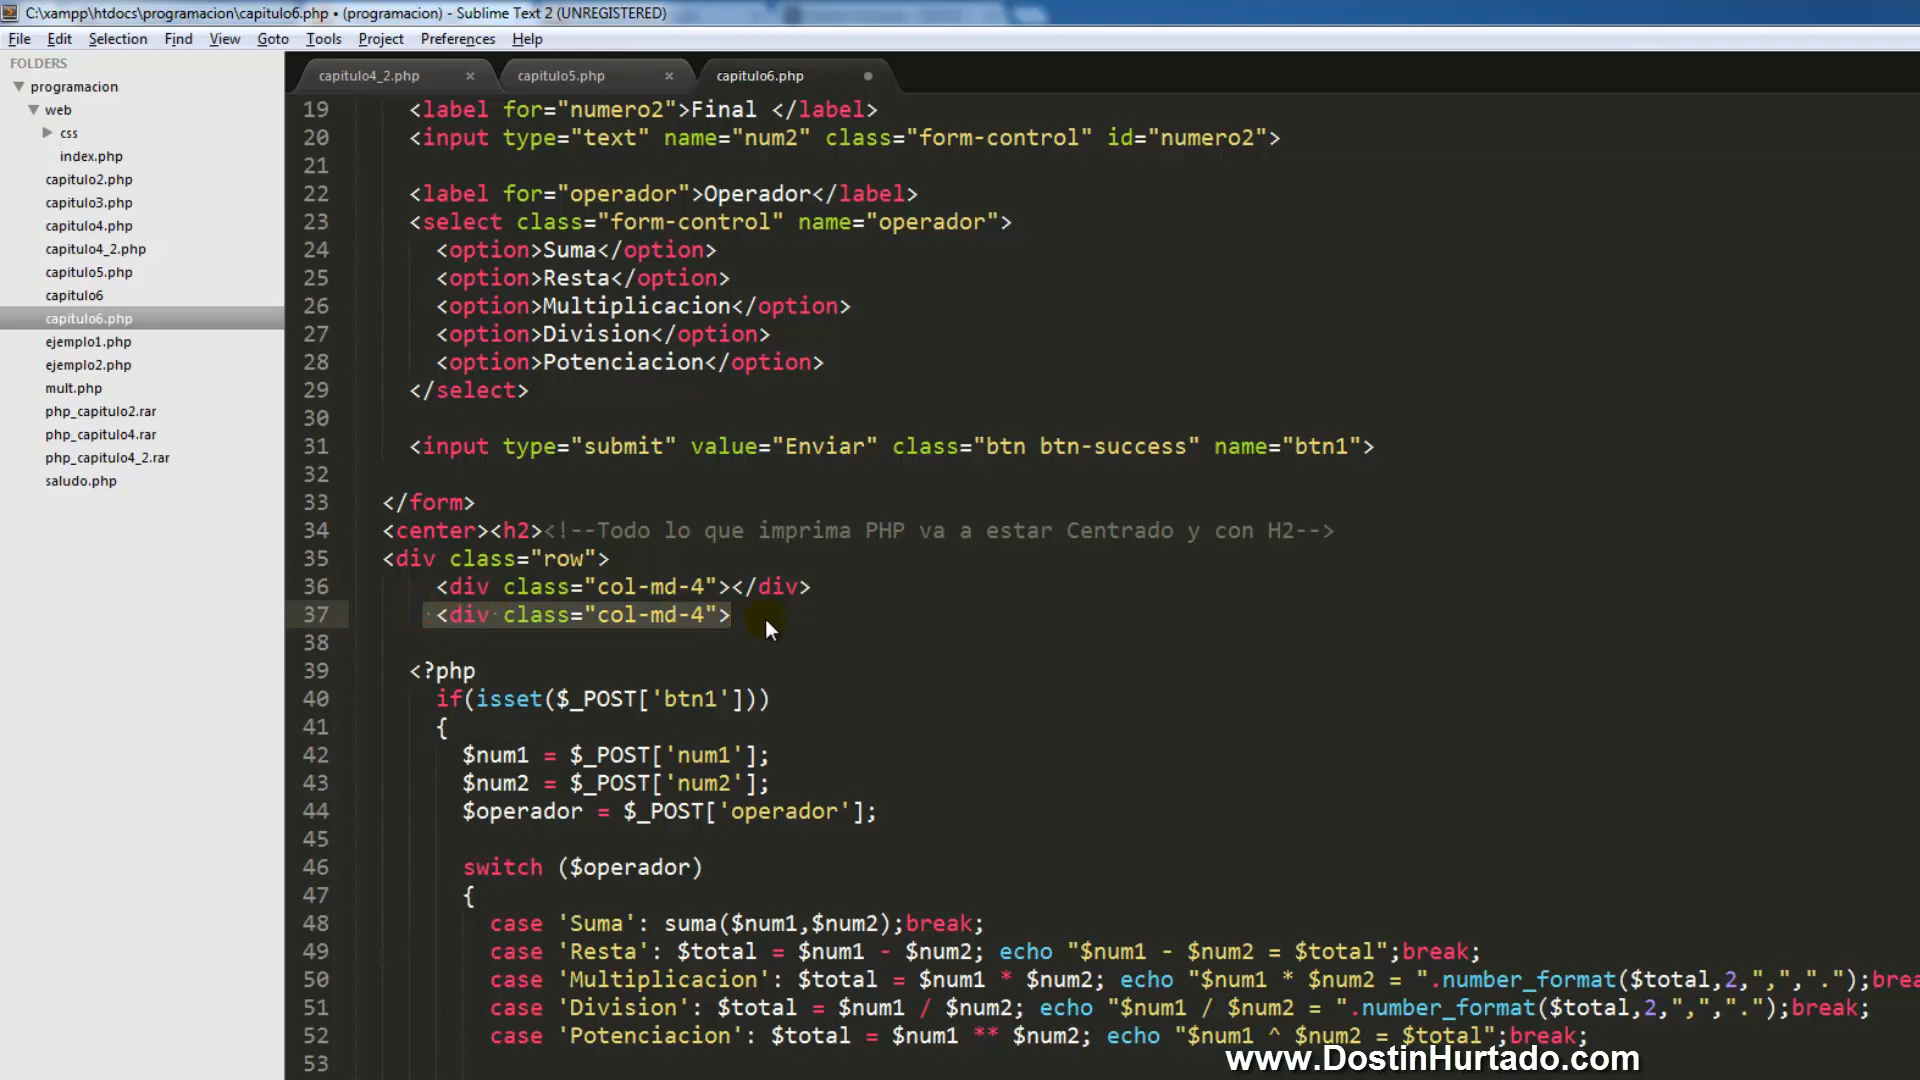 C:\xampp\htdocs\programacion\capitulo6.php • (programacion) - Sublime Text 2 (UNREGISTERED)
File Edit Selection Find View Goto Tools Project Preferences Help
FOLDERS
programacion
web
css
index.php
capitulo2.php
capitulo3.php
capitulo4.php
capitulo4_2.php
capitulo5.php
capitulo6
capitulo6.php
ejemplo1.php
ejemplo2.php
mult.php
php_capitulo2.rar
php_capitulo4.rar
php_capitulo4_2.rar
saludo.php
capitulo4_2.php × capitulo5.php × capitulo6.php •
19 <label for="numero2">Final </label>
20 <input type="text" name="num2" class="form-control" id="numero2">
21
22 <label for="operador">Operador</label>
23 <select class="form-control" name="operador">
24 <option>Suma</option>
25 <option>Resta</option>
26 <option>Multiplicacion</option>
27 <option>Division</option>
28 <option>Potenciacion</option>
29 </select>
30
31 <input type="submit" value="Enviar" class="btn btn-success" name="btn1">
32
33 </form>
34 <center><h2><!--Todo lo que imprima PHP va a estar Centrado y con H2-->
35 <div class="row">
36 <div class="col-md-4"></div>
37 <div class="col-md-4">
38
39 <?php
40 if(isset($_POST['btn1']))
41 {
42 $num1 = $_POST['num1'];
43 $num2 = $_POST['num2'];
44 $operador = $_POST['operador'];
45
46 switch ($operador)
47 {
48 case 'Suma': suma($num1,$num2);break;
49 case 'Resta': $total = $num1 - $num2; echo "$num1 - $num2 = $total";break;
50 case 'Multiplicacion': $total = $num1 * $num2; echo "$num1 * $num2 = ".number_format($total,2,",",".");brea
51 case 'Division': $total = $num1 / $num2; echo "$num1 / $num2 = ".number_format($total,2,",",".");break;
52 case 'Potenciacion': $total = $num1 ** $num2; echo "$num1 ^ $num2 = $total";break;
53
www.DostinHurtado.com